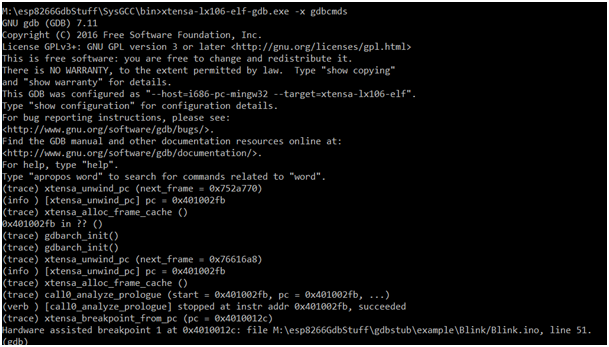 M:\esp8266GdbStuff\SysGCC\bin>xtensa-lx106-elf-gdb.exe -x gdbcmds
GNU gdb (GDB) 7.11
Copyright (C) 2016 Free Software Foundation, Inc.
License GPLv3+: GNU GPL version 3 or later <http://gnu.org/licenses/gpl.html>
This is free software: you are free to change and redistribute it.
There is NO WARRANTY, to the extent permitted by law.  Type "show copying"
and "show warranty" for details.
This GDB was configured as "--host=i686-pc-mingw32 --target=xtensa-lx106-elf".
Type "show configuration" for configuration details.
For bug reporting instructions, please see:
<http://www.gnu.org/software/gdb/bugs/>.
Find the GDB manual and other documentation resources online at:
<http://www.gnu.org/software/gdb/documentation/>.
For help, type "help".
Type "apropos word" to search for commands related to "word".
(trace) xtensa_unwind_pc (next_frame = 0x752a770)
(info ) [xtensa_unwind_pc] pc = 0x401002fb
(trace) xtensa_alloc_frame_cache ()
0x401002fb in ?? ()
(trace) gdbarch_init()
(trace) gdbarch_init()
(trace) xtensa_unwind_pc (next_frame = 0x76616a8)
(info ) [xtensa_unwind_pc] pc = 0x401002fb
(trace) xtensa_alloc_frame_cache ()
(trace) call0_analyze_prologue (start = 0x401002fb, pc = 0x401002fb, ...)
(verb ) [call0_analyze_prologue] stopped at instr addr 0x401002fb, succeeded
(trace) xtensa_breakpoint_from_pc (pc = 0x4010012c)
Hardware assisted breakpoint 1 at 0x4010012c: file M:\esp8266GdbStuff\gdbstub\example\Blink/Blink.ino, line 51.
(gdb)